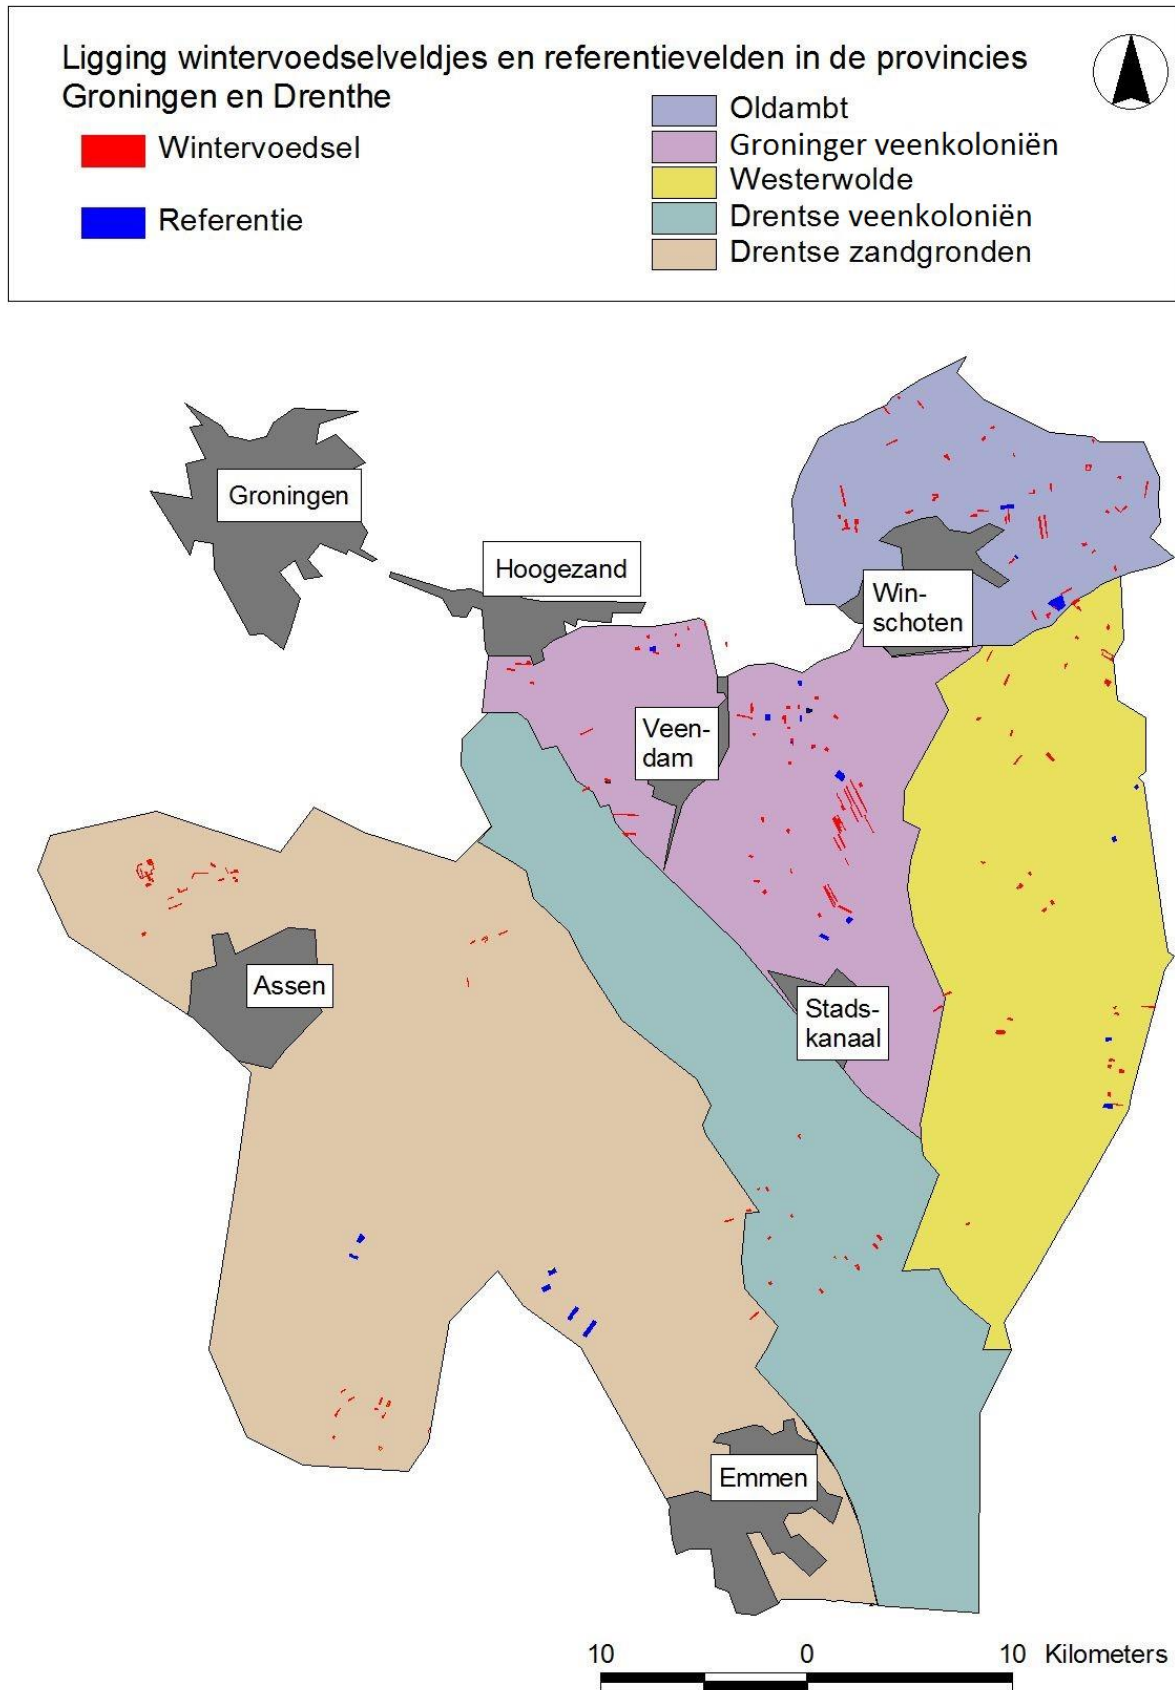 Ligging wintervoedselveldjes en referentievelden in de provincies
Groningen en Drenthe
Wintervoedsel
Referentie
Oldambt
Groninger veenkoloniën
Westerwolde
Drentse veenkoloniën
Drentse zandgronden
Groningen
Hoogezand
Win-
schoten
Veen-
dam
Assen
Stads-
kanaal
Emmen
10 0 10 Kilometers